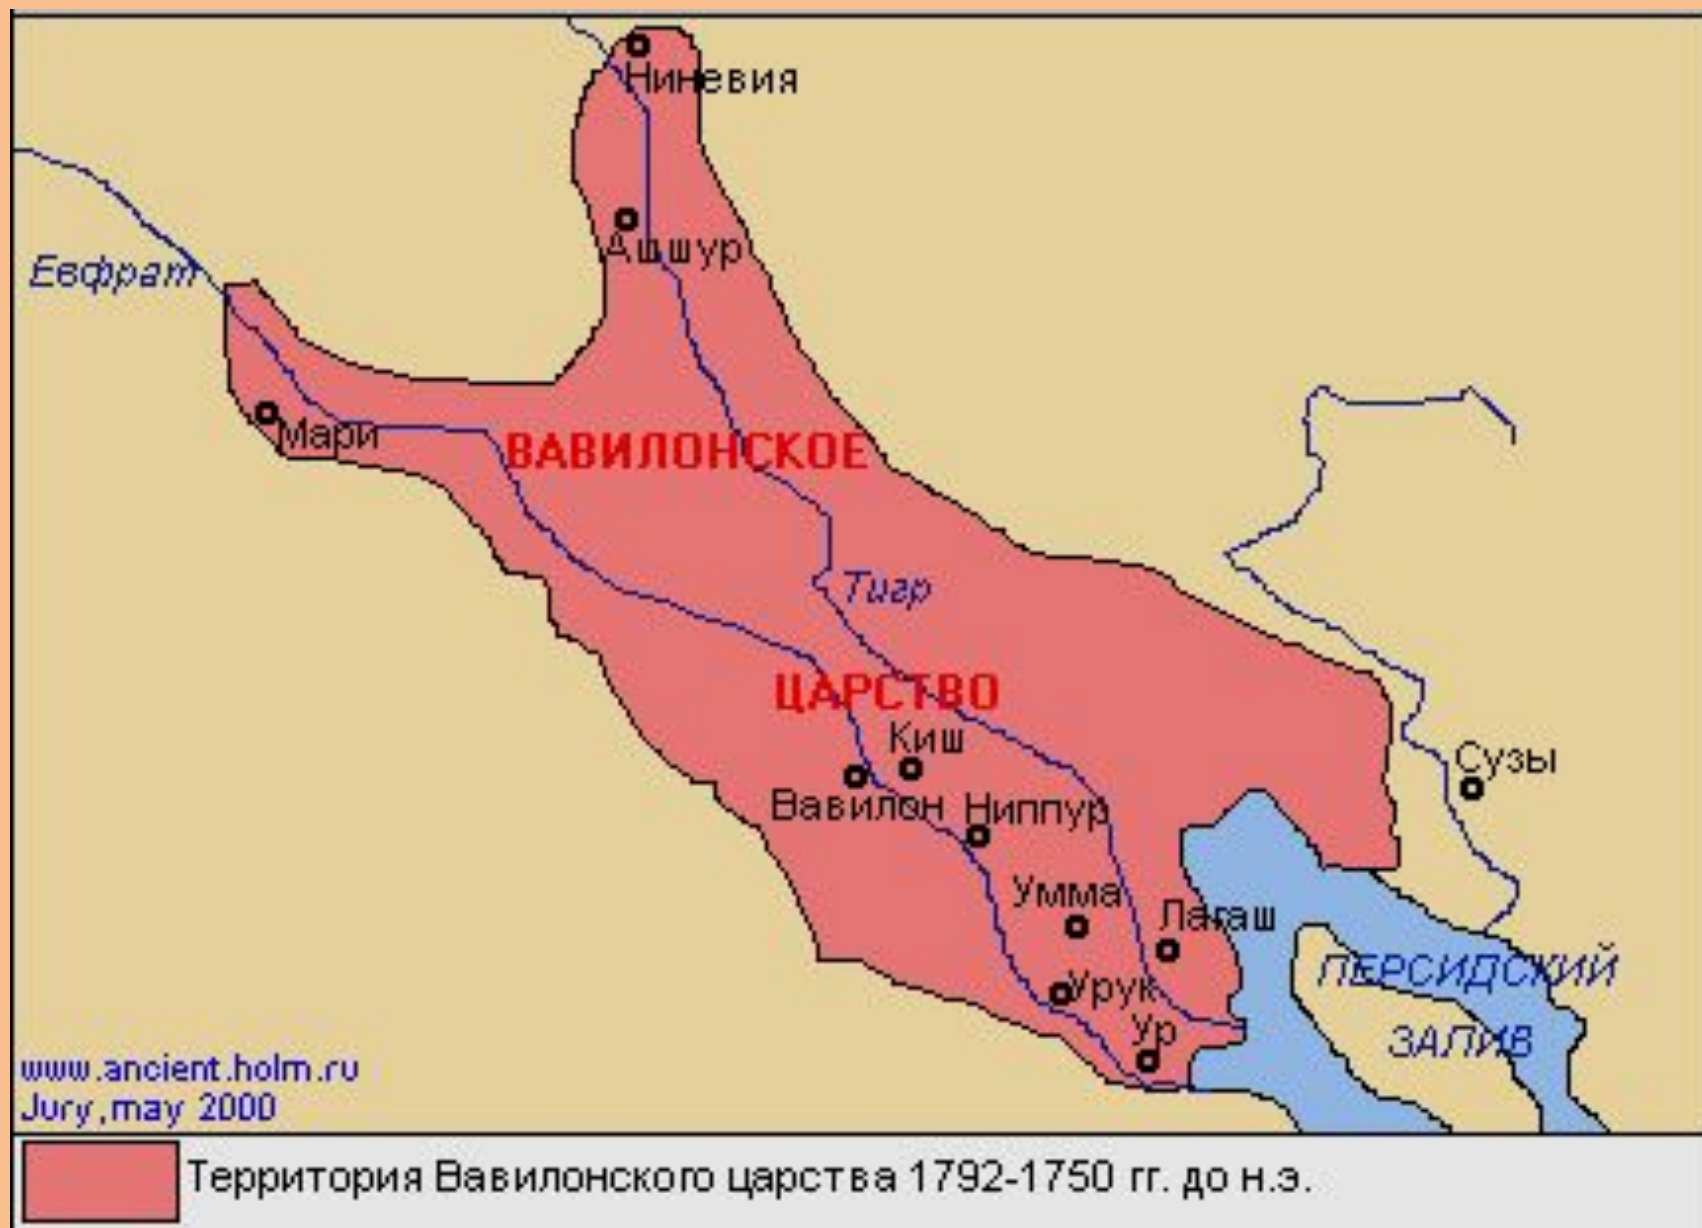 Ниневия
Ашшур
Евфрат
Мари
ВАВИЛОНСКОЕ
Тигр
ЦАРСТВО
Киш
Сузы
Вавилон
Ниппур
Умма
Лагаш
ПЕРСИДСКИЙ
Урук
Ур
ЗАЛИВ
www.ancient.holm.ru
Jury,may 2000
Территория Вавилонского царства 1792-1750 гг. до н.э.